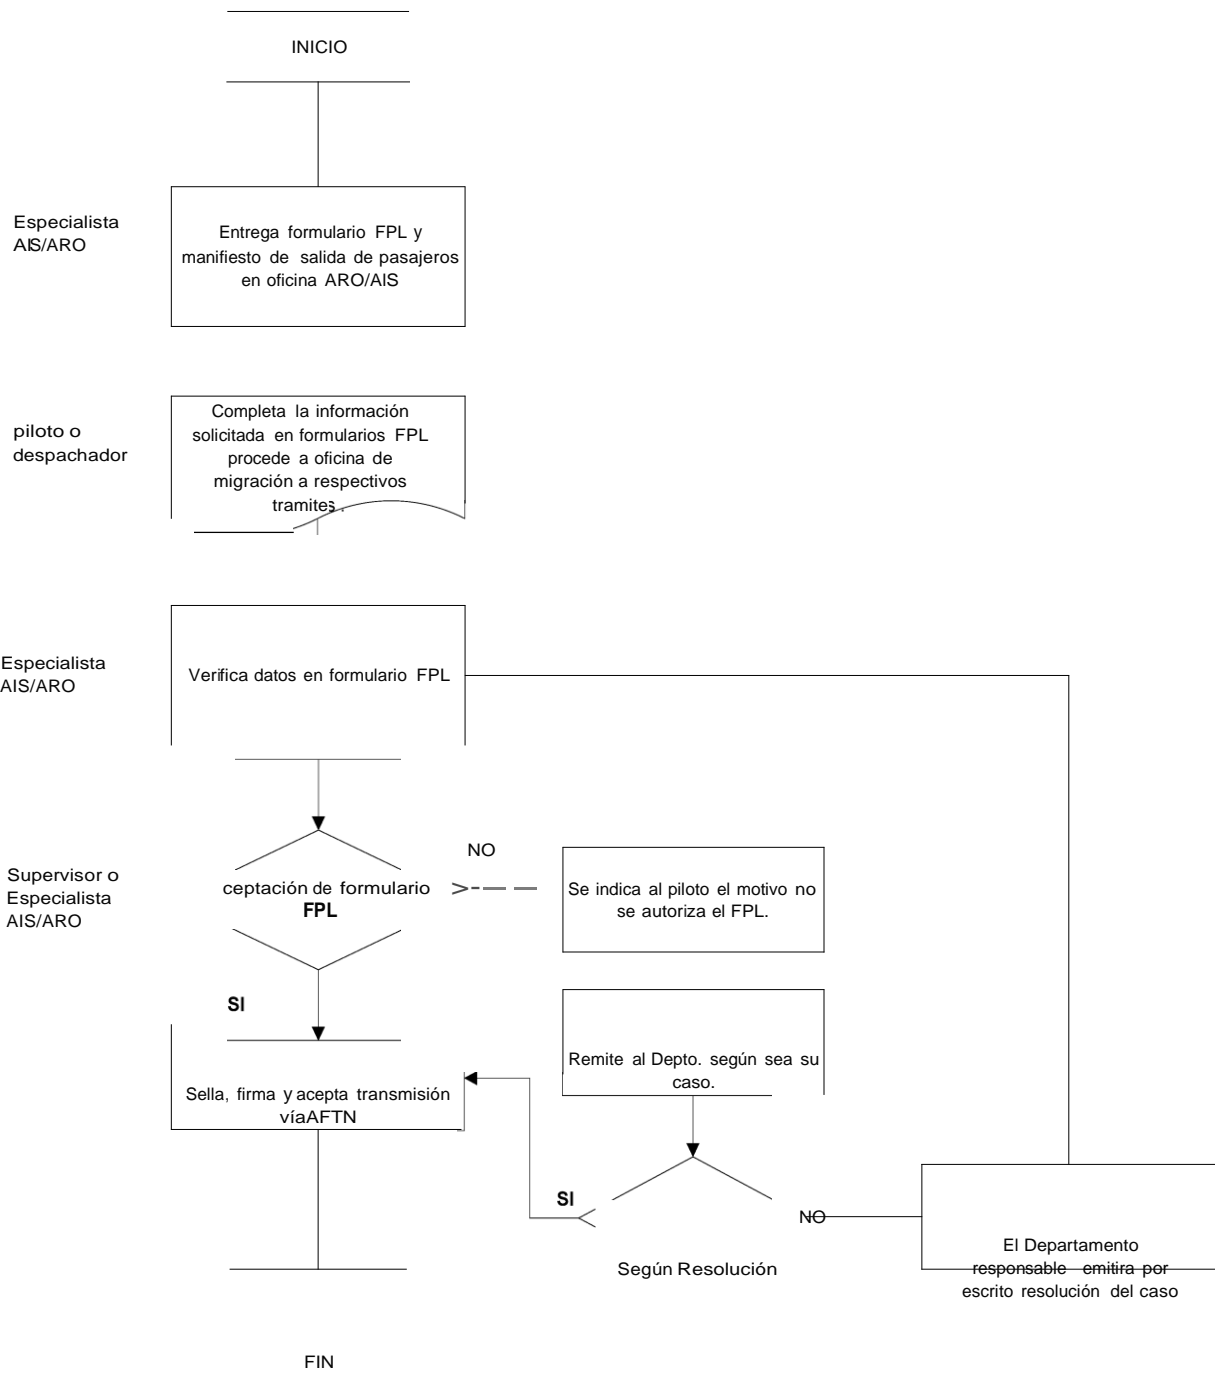 INICIO
Especialista
AIS/ARO
Entrega formulario FPL y
manifiesto de salida de pasajeros
en oficina ARO/AIS
piloto o
despachador
Completa la información
solicitada en formularios FPL
procede a oficina de
migración a respectivos
tramites .
Especialista
AIS/ARO
Verifica datos en formulario FPL
Supervisor o
Especialista
AIS/ARO
ceptación de formulario
FPL
NO
Se indica al piloto el motivo no
se autoriza el FPL.
SI
Remite al Depto. según sea su
caso.
Sella, firma y acepta transmisión
víaAFTN
SI
NO
Según Resolución
El Departamento
responsable emitira por
escrito resolución del caso
FIN